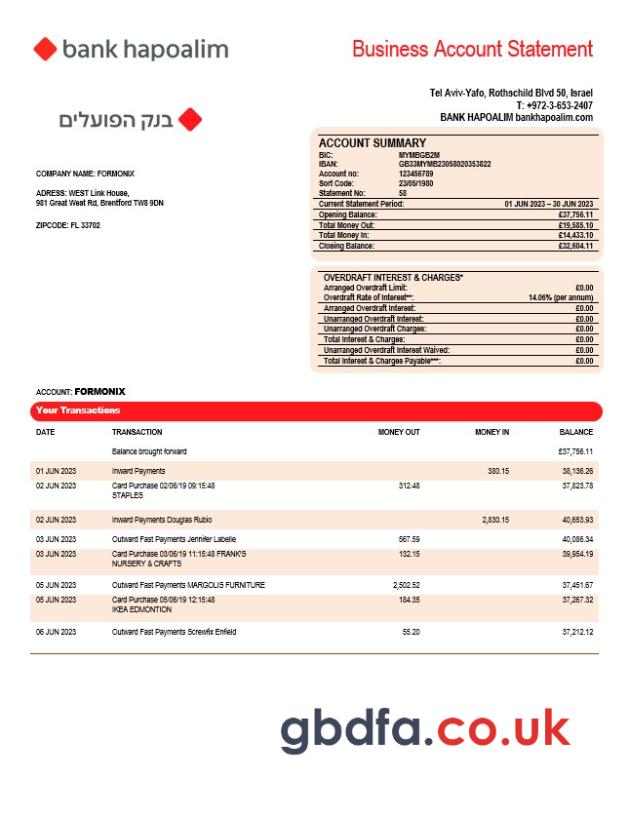 bank hapoalim
Business Account Statement
Tel Aviv-Yafo, Rothschild Blvd 50, Israel
T: +972-3-653-2407
BANK HAPOALIM bankhapoalim.com
בנק הפועלים
COMPANY NAME: FORMONIX
ADRESS: WEST Link House,
981 Great West Rd, Brentford TW8 9DN
ZIPCODE: FL 33702
ACCOUNT SUMMARY
BIC: MYMBGB2M
IBAN: GB33MYMB23058020353822
Account no: 123456789
Sort Code: 23/05/1980
Statement No: 58
Current Statement Period: 01 JUN 2023 – 30 JUN 2023
Opening Balance: £37,756.11
Total Money Out: £19,585.10
Total Money In: £14,433.10
Closing Balance: £32,604.11
OVERDRAFT INTEREST & CHARGES*
Arranged Overdraft Limit: £0.00
Overdraft Rate of Interest**: 14.06% (per annum)
Arranged Overdraft Interest: £0.00
Unarranged Overdraft Interest: £0.00
Unarranged Overdraft Charges: £0.00
Total Interest & Charges: £0.00
Unarranged Overdraft Interest Waived: £0.00
Total Interest & Charges Payable***: £0.00
ACCOUNT: FORMONIX
Your Transactions
DATE TRANSACTION MONEY OUT MONEY IN BALANCE
Balance brought forward £37,756.11
01 JUN 2023 Inward Payments 380.15 38,136.26
02 JUN 2023 Card Purchase 02/06/19 09:15:48 312.48 37,823.78
STAPLES
02 JUN 2023 Inward Payments Douglas Rubio 2,830.15 40,653.93
03 JUN 2023 Outward Fast Payments Jennifer Labelle 567.59 40,086.34
03 JUN 2023 Card Purchase 03/06/19 11:15:48 FRANK'S 132.15 39,954.19
NURSERY & CRAFTS
05 JUN 2023 Outward Fast Payments MARGOLIS FURNITURE 2,502.52 37,451.67
05 JUN 2023 Card Purchase 05/06/19 12:15:48 184.35 37,267.32
IKEA EDMONTION
06 JUN 2023 Outward Fast Payments Screwfix Enfield 55.20 37,212.12
gbdfa.co.uk